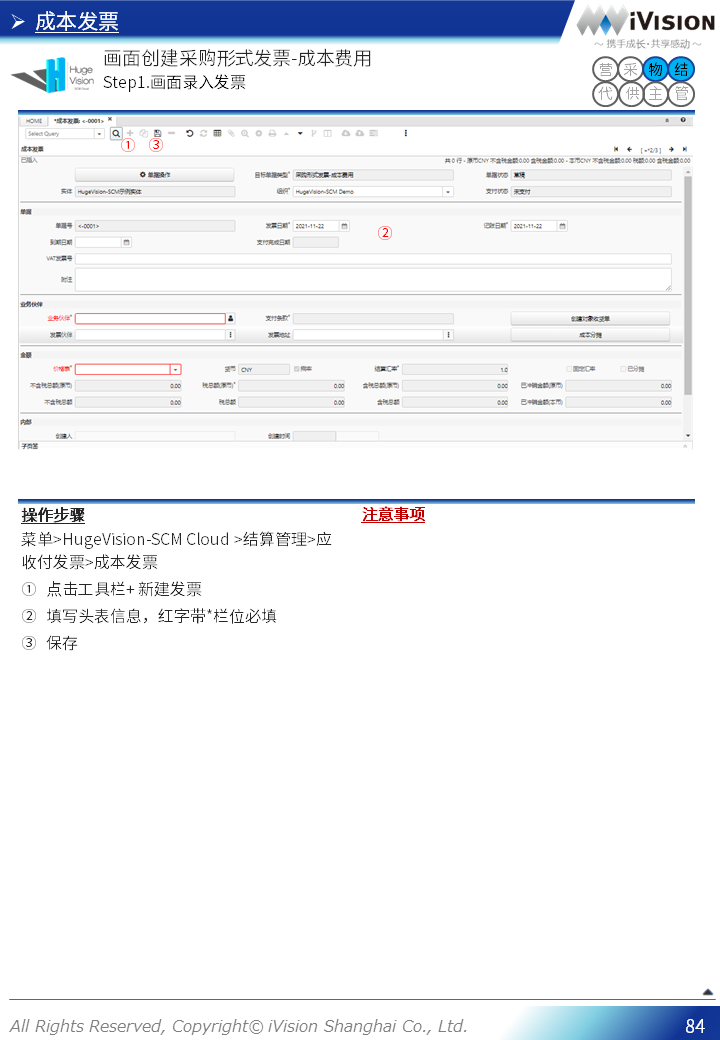 成本发票
iVision
～ 携手成长·共享感动 ～
Huge Vision
画面创建采购形式发票-成本费用
Step1.画面录入发票
营 采 物 结
代 供 主 管
HOME *成本发票: <-0001>
Select Query
① ③
成本发票 [ +*2/3 ]
已插入 共 0 行 - 原币CNY 不含税金额:0.00 含税金额:0.00 - 本币CNY 不含税金额:0.00 税额:0.00 含税金额:0.00
单据操作 目标单据类型* 采购形式发票-成本费用 单据状态 草稿
实体 HugeVision-SCM示例实体 组织* HugeVision-SCM Demo 支付状态 未支付
单据
单据号 <-0001> 发票日期* 2021-11-22 ② 记账日期* 2021-11-22
到期日期 支付完成日期
VAT发票号
附注
业务伙伴
业务伙伴* 支付条款* 创建对象收货单
发票伙伴 发票地址 成本分摊
金额
价格表* 货币 CNY 税率 结算汇率* 1.0 固定汇率 已分摊
不含税总额(原币) 0.00 税总额(原币)* 0.00 含税总额(原币) 0.00 已冲销金额(原币) 0.00
不含税总额 0.00 税总额 0.00 含税总额 0.00 已冲销金额(本币) 0.00
内部
创建人 创建时间
子页签
操作步骤
菜单>HugeVision-SCM Cloud >结算管理>应
收付发票>成本发票
① 点击工具栏+ 新建发票
② 填写头表信息，红字带*栏位必填
③ 保存
注意事项
All Rights Reserved, Copyright© iVision Shanghai Co., Ltd.
84